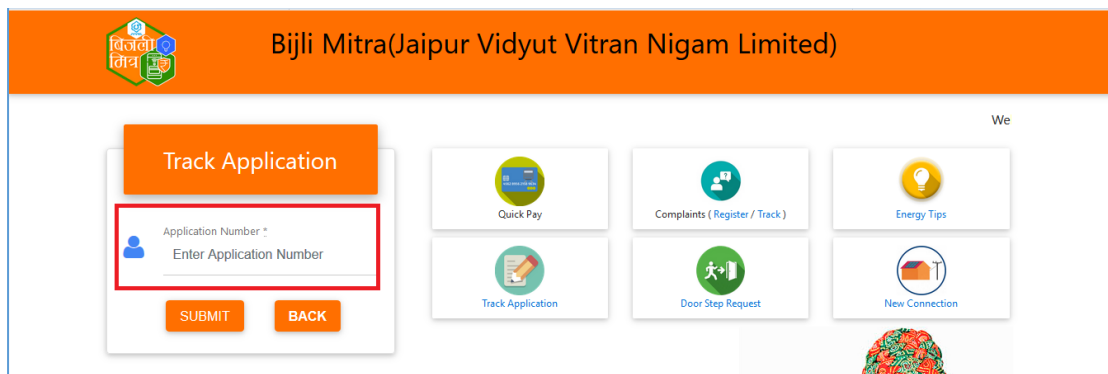 बिजली
मित्र
Bijli Mitra(Jaipur Vidyut Vitran Nigam Limited)
We
Track Application
Application Number *
Enter Application Number
SUBMIT
BACK
Quick Pay
Complaints ( Register / Track )
Energy Tips
Track Application
Door Step Request
New Connection